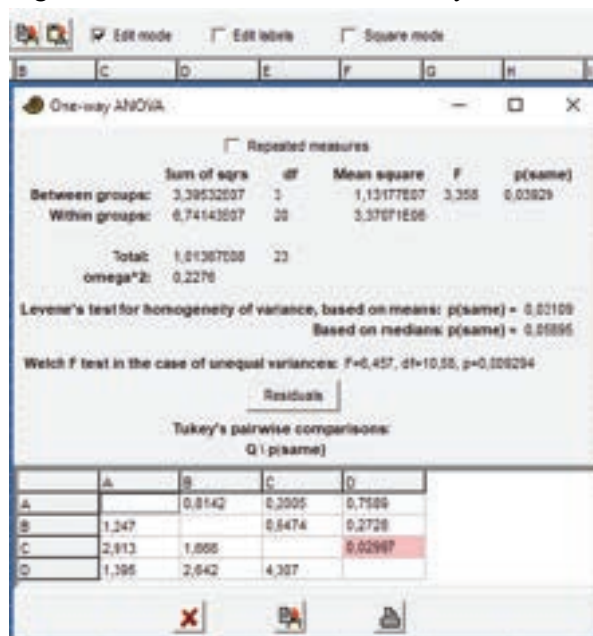 Edit mode Edit labels Square mode
B C D E F G H
One-way ANOVA
Repeated measures
Sum of sqrs df Mean square F p(same)
Between groups: 3,39532E07 3 1,13177E07 3,358 0,03929
Within groups: 6,74143E07 20 3,37071E06
Total: 1,01367E08 23
omega^2: 0,2276
Levene's test for homogeneity of variance, based on means: p(same) = 0,02109
Based on medians: p(same) = 0,05895
Welch F test in the case of unequal variances: F=6,457, df=10,58, p=0,009294
Residuals
Tukey's pairwise comparisons:
Q \ p(same)
A B C D
A 0,8142 0,2005 0,7589
B 1,247 0,6474 0,2728
C 2,913 1,666 0,02997
D 1,395 2,642 4,307